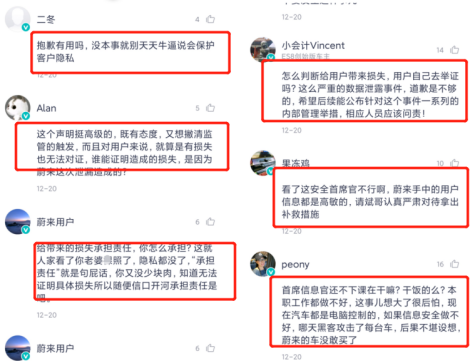 二冬
4
抱歉有用吗，没本事就别天天牛逼说会保护
客户隐私
12-20
Alan
5
这个声明挺高级的，既有态度，又想撇清监
管的触发，而且对用户来说，就算是有损失
也无法对证，谁能证明造成的损失，是因为
蔚来这次泄漏造成的？
12-20
蔚来用户
6
给带来的损失承担责任，你怎么承担？这就
人家看了你老婆 照了，隐私都没了，“承担
责任”就是句屁话，你又没少块肉，知道无法
证明具体损失所以随便信口开河承担责任是
吧。
12-20
蔚来用户
6
12-20
小会计Vincent
14
ES8创始版车主
怎么判断给用户带来损失，用户自己去举证
吗？这么严重的数据泄露事件，道歉是不够
的，希望后续能公布针对这个事件一系列的
内部管理举措，相应人员应该问责！
12-20
果冻鸡
10
看了这安全首席官不行啊，蔚来手中的用户
信息都是高敏的，请斌哥认真严肃对待拿出
补救措施
12-20
peony
16
首席信息官还不下课在干嘛？干饭的么？本
职工作都做不好，这事儿想大了很后怕，现
在汽车都是电脑控制的，如果信息安全做不
好，哪天黑客攻击了每台车，后果不堪设想，
蔚来的车没敢买了
12-20